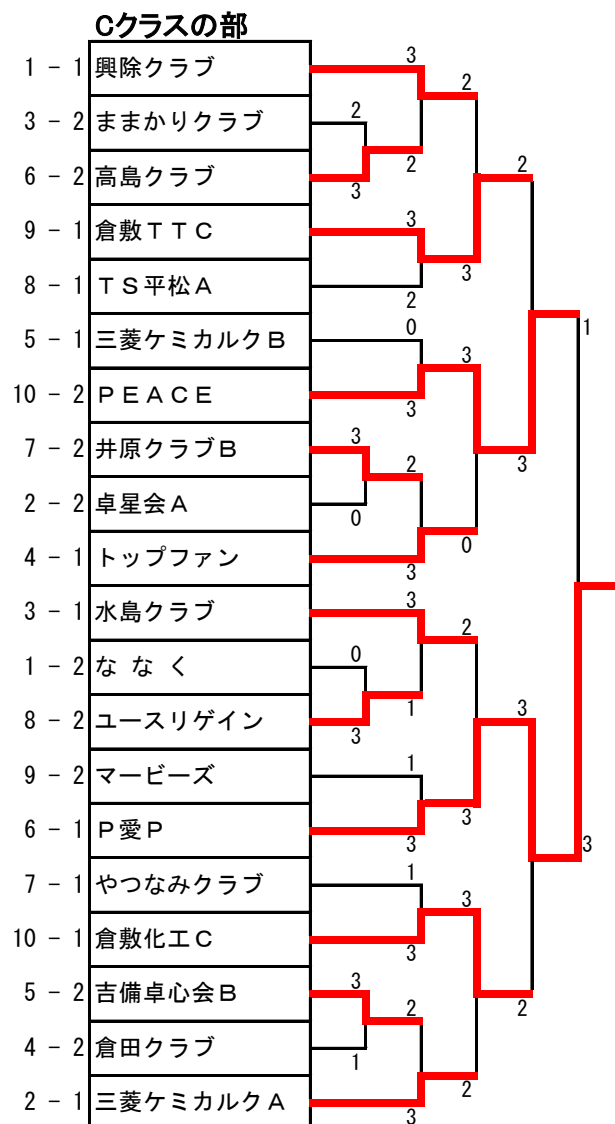 Cクラスの部
1 - 1 興除クラブ 3 2
3 - 2 ままかりクラブ 2 2
6 - 2 高島クラブ 3 2
9 - 1 倉敷TTC 3 3
8 - 1 TS平松A 2
5 - 1 三菱ケミカルクB 0 3 1
10 - 2 PEACE 3
7 - 2 井原クラブB 3 2 3
2 - 2 卓星会A 0 0
4 - 1 トップファン 3
3 - 1 水島クラブ 3 2
1 - 2 ななく 0 1
8 - 2 ユースリゲイン 3 3
9 - 2 マービーズ 1 3
6 - 1 P愛P 3 3
7 - 1 やつなみクラブ 1 3
10 - 1 倉敷化工C 3
5 - 2 吉備卓心会B 3 2 2
4 - 2 倉田クラブ 1 2
2 - 1 三菱ケミカルクA 3